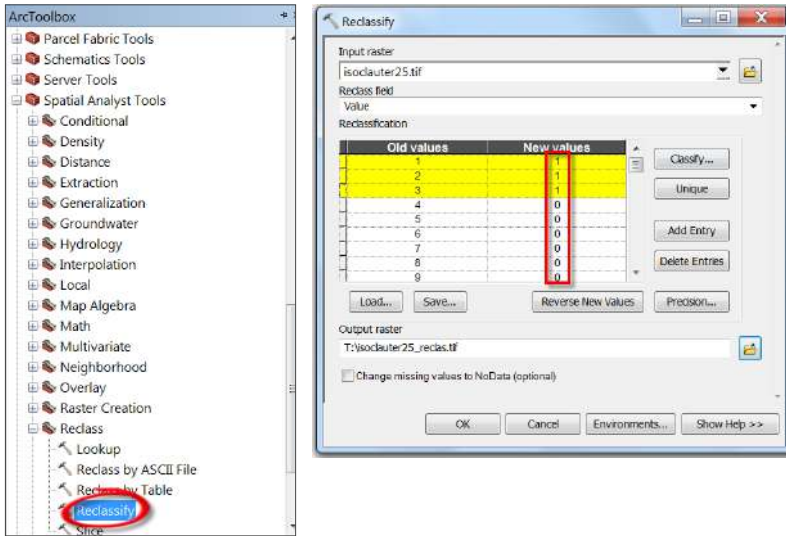 ArcToolbox
Parcel Fabric Tools
Schematics Tools
Server Tools
Spatial Analyst Tools
Conditional
Density
Distance
Extraction
Generalization
Groundwater
Hydrology
Interpolation
Local
Map Algebra
Math
Multivariate
Neighborhood
Overlay
Raster Creation
Reclass
Lookup
Reclass by ASCII File
Reclass by Table
Reclassify
Slice
Reclassify
Input raster
isoclauter25.tif
Reclass field
Value
Reclassification
Old values New values
1 1
2 1
3 1
4 0
5 0
6 0
7 0
8 0
9 0
Classify...
Unique
Add Entry
Delete Entries
Load... Save... Reverse New Values Precision...
Output raster
T:\isoclauter25_reclas.tif
Change missing values to NoData (optional)
OK Cancel Environments... Show Help >>